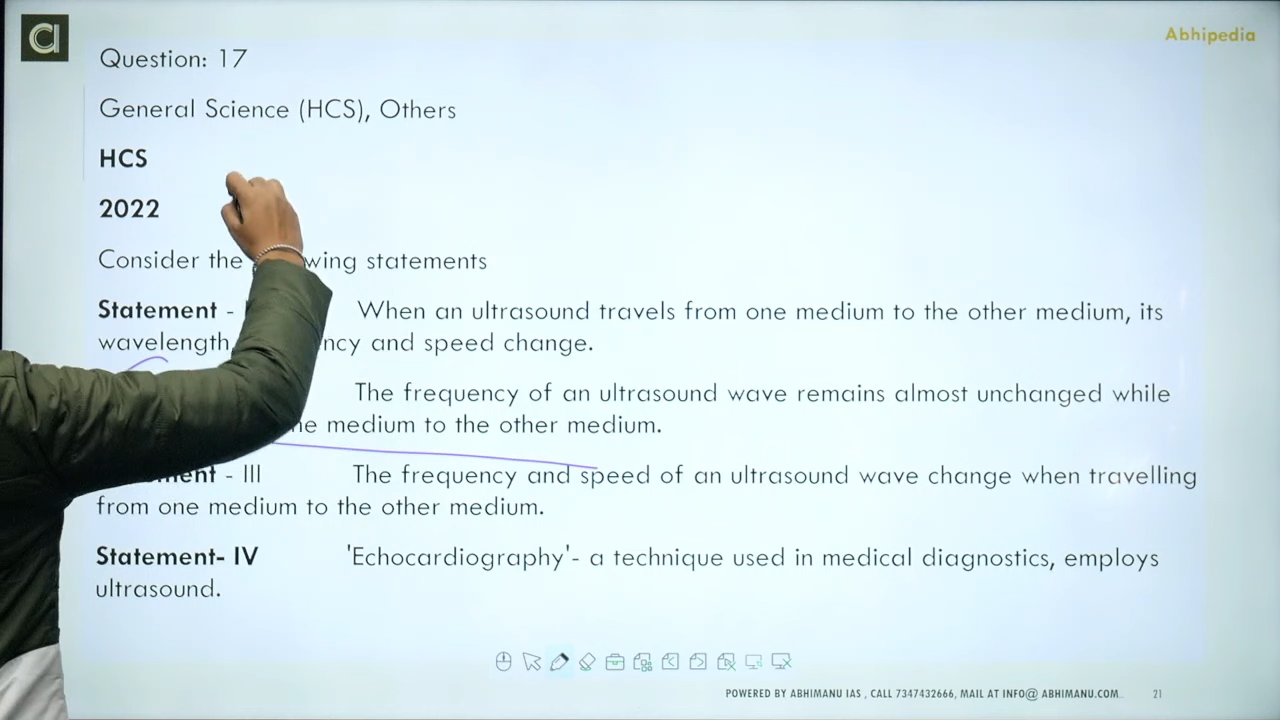 Abhipedia
Question: 17
General Science (HCS), Others
HCS
2022
Consider the wing statements
Statement - When an ultrasound travels from one medium to the other medium, its
wavelength, ncy and speed change.
The frequency of an ultrasound wave remains almost unchanged while
ne medium to the other medium.
ment - III The frequency and speed of an ultrasound wave change when travelling
from one medium to the other medium.
Statement- IV 'Echocardiography'- a technique used in medical diagnostics, employs
ultrasound.
POWERED BY ABHIMANU IAS , CALL 7347432666, MAIL AT INFO@ ABHIMANU.COM.. 21